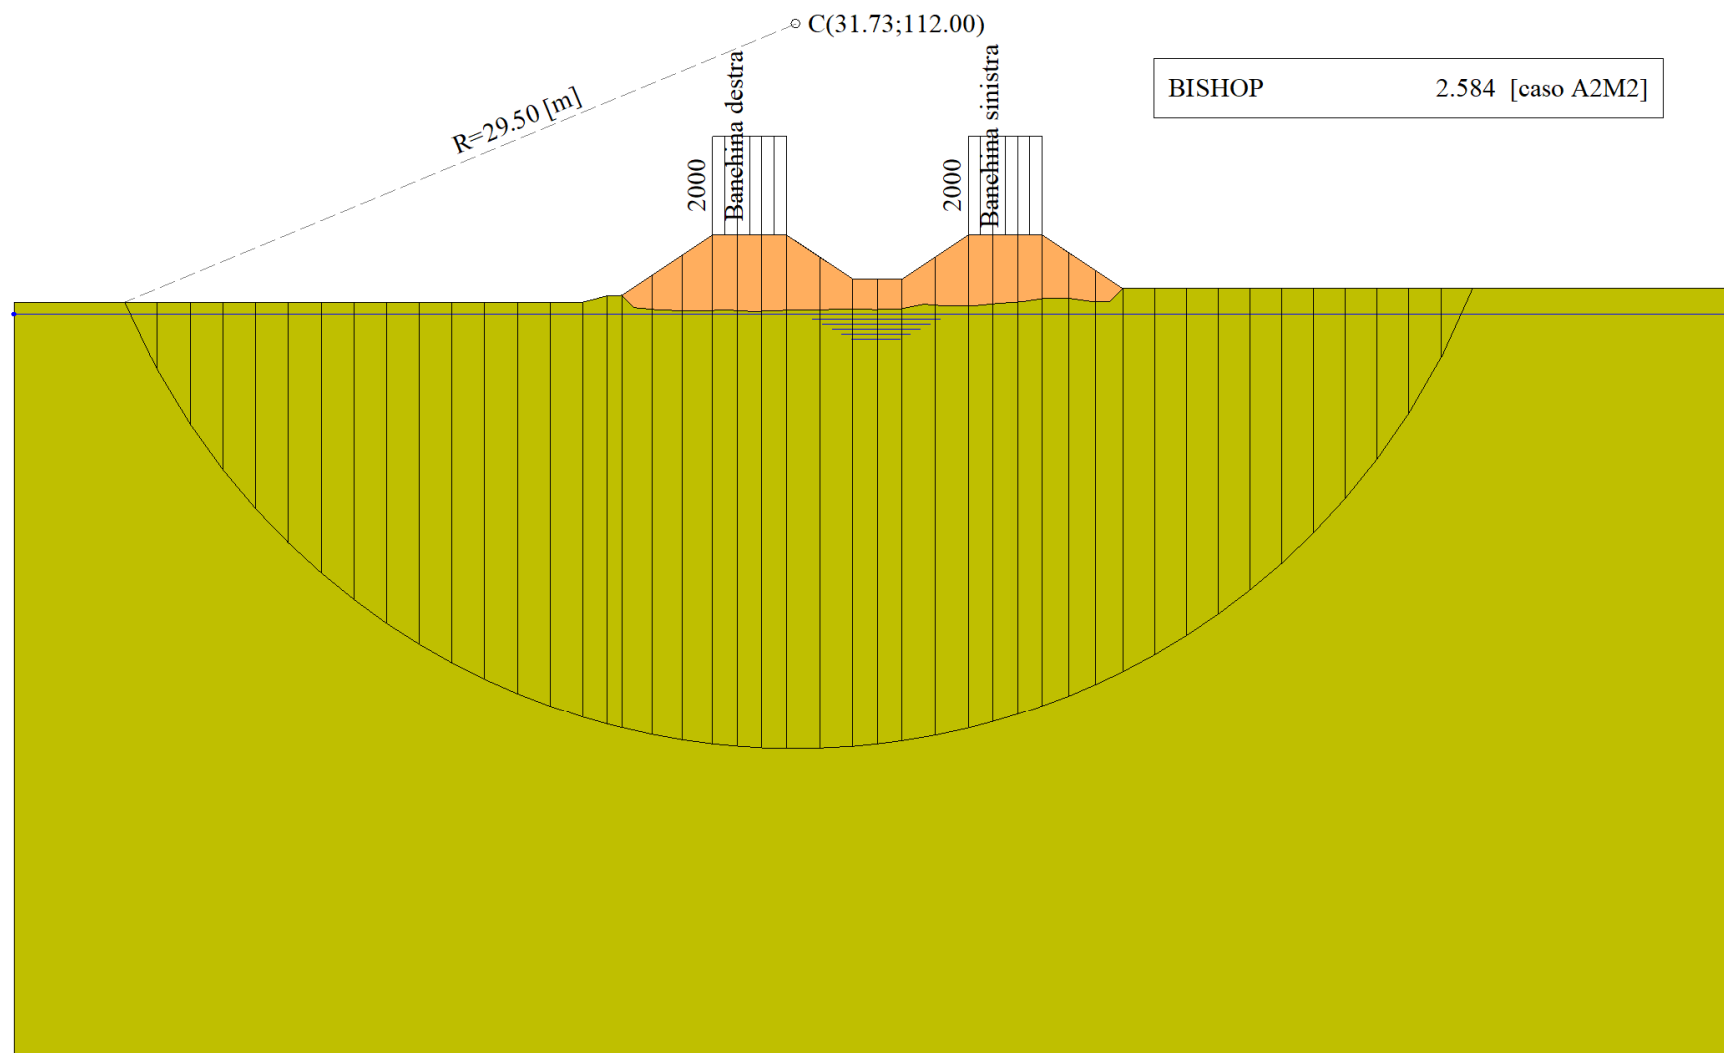 C(31.73;112.00)
R=29.50 [m]
BISHOP 2.584 [caso A2M2]
2000
Banchina destra
2000
Banchina sinistra